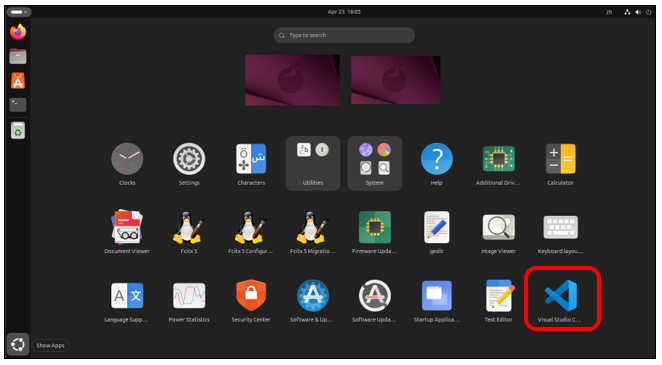 Apr 23 16:05
zh
Type to search
Clocks
Settings
Characters
Utilities
System
Help
Additional Driv...
Calculator
Document Viewer
Fcitx 5
Fcitx 5 Configur...
Fcitx 5 Migratio...
Firmware Upda...
gedit
Image Viewer
Keyboard layou...
Language Supp...
Power Statistics
Security Center
Software & Up...
Software Upda...
Startup Applica...
Text Editor
Visual Studio C...
Show Apps